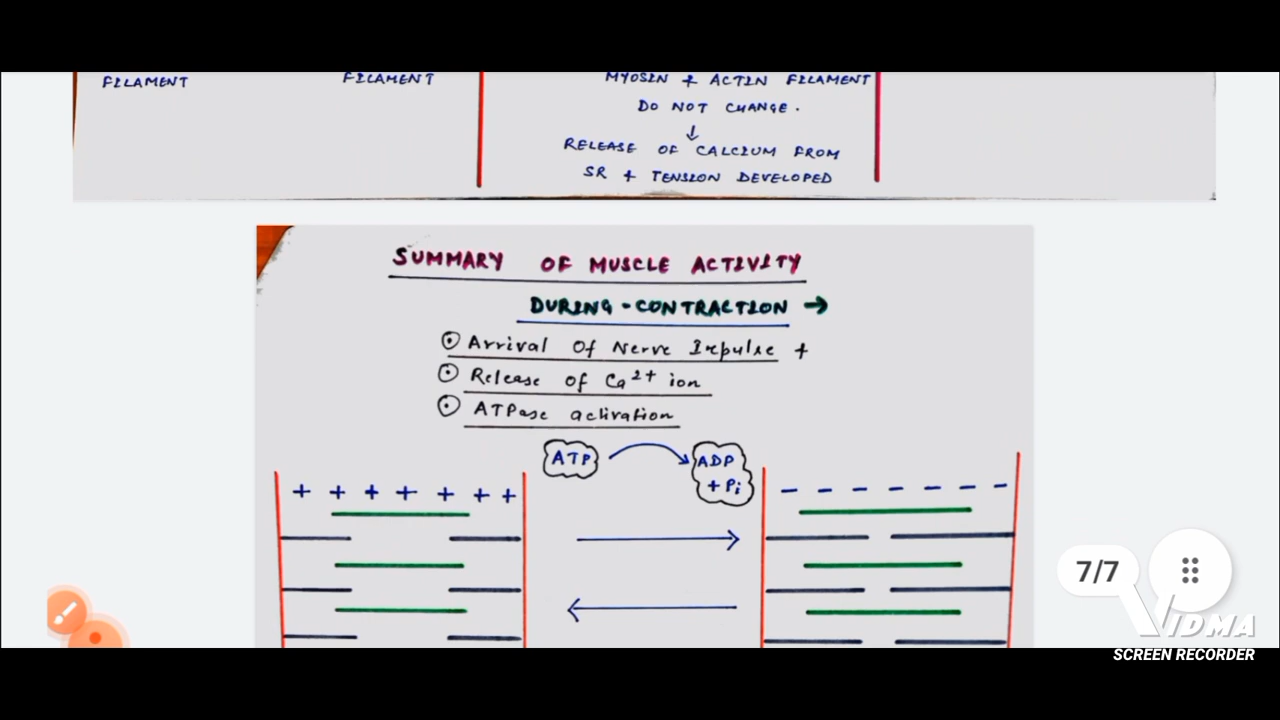 FILAMENT
FILAMENT
MYOSIN & ACTIN FILAMENT
DO NOT CHANGE.
↓
RELEASE OF CALCIUM FROM
SR & TENSION DEVELOPED
SUMMARY OF MUSCLE ACTIVITY
DURING-CONTRACTION →
Arrival Of Nerve Impulse +
Release of Ca2+ ion
ATPase activation
ATP
ADP
+ Pi
+ + + + + + +
- - - - - - -
7/7
VIDMA
SCREEN RECORDER